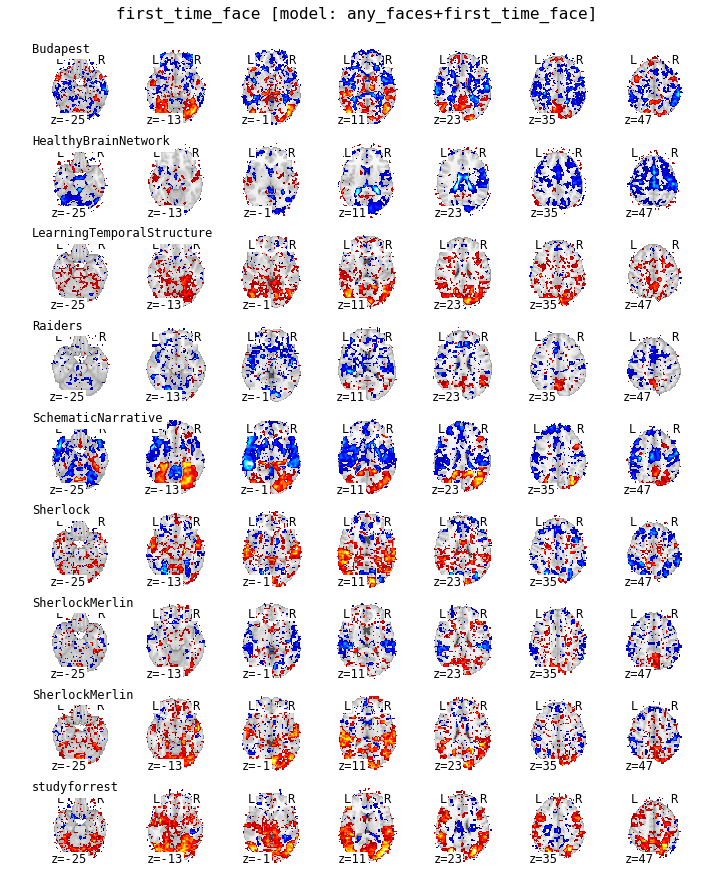 first_time_face [model: any_faces+first_time_face]
Budapest
L R L R L R L R L R L R L R
z=-25 z=-13 z=-1 z=11 z=23 z=35 z=47
HealthyBrainNetwork
L R L R L R L R L R L R L R
z=-25 z=-13 z=-1 z=11 z=23 z=35 z=47
LearningTemporalStructure
L R L R L R L R L R L R L R
z=-25 z=-13 z=-1 z=11 z=23 z=35 z=47
Raiders
L R L R L R L R L R L R L R
z=-25 z=-13 z=-1 z=11 z=23 z=35 z=47
SchematicNarrative
L R L R L R L R L R L R L R
z=-25 z=-13 z=-1 z=11 z=23 z=35 z=47
Sherlock
L R L R L R L R L R L R L R
z=-25 z=-13 z=-1 z=11 z=23 z=35 z=47
SherlockMerlin
L R L R L R L R L R L R L R
z=-25 z=-13 z=-1 z=11 z=23 z=35 z=47
SherlockMerlin
L R L R L R L R L R L R L R
z=-25 z=-13 z=-1 z=11 z=23 z=35 z=47
studyforrest
L R L R L R L R L R L R L R
z=-25 z=-13 z=-1 z=11 z=23 z=35 z=47